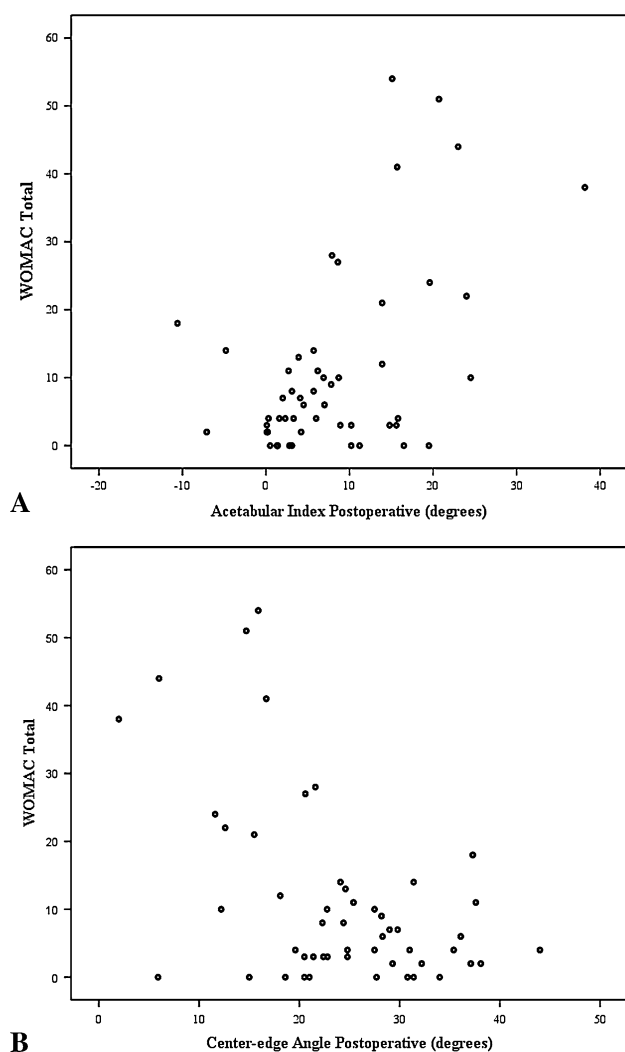 60
50
40
30
20
10
0
WOMAC Total
-20 -10 0 10 20 30 40
A
Acetabular Index Postoperative (degrees)
60
50
40
30
20
10
0
WOMAC Total
0 10 20 30 40 50
B
Center-edge Angle Postoperative (degrees)